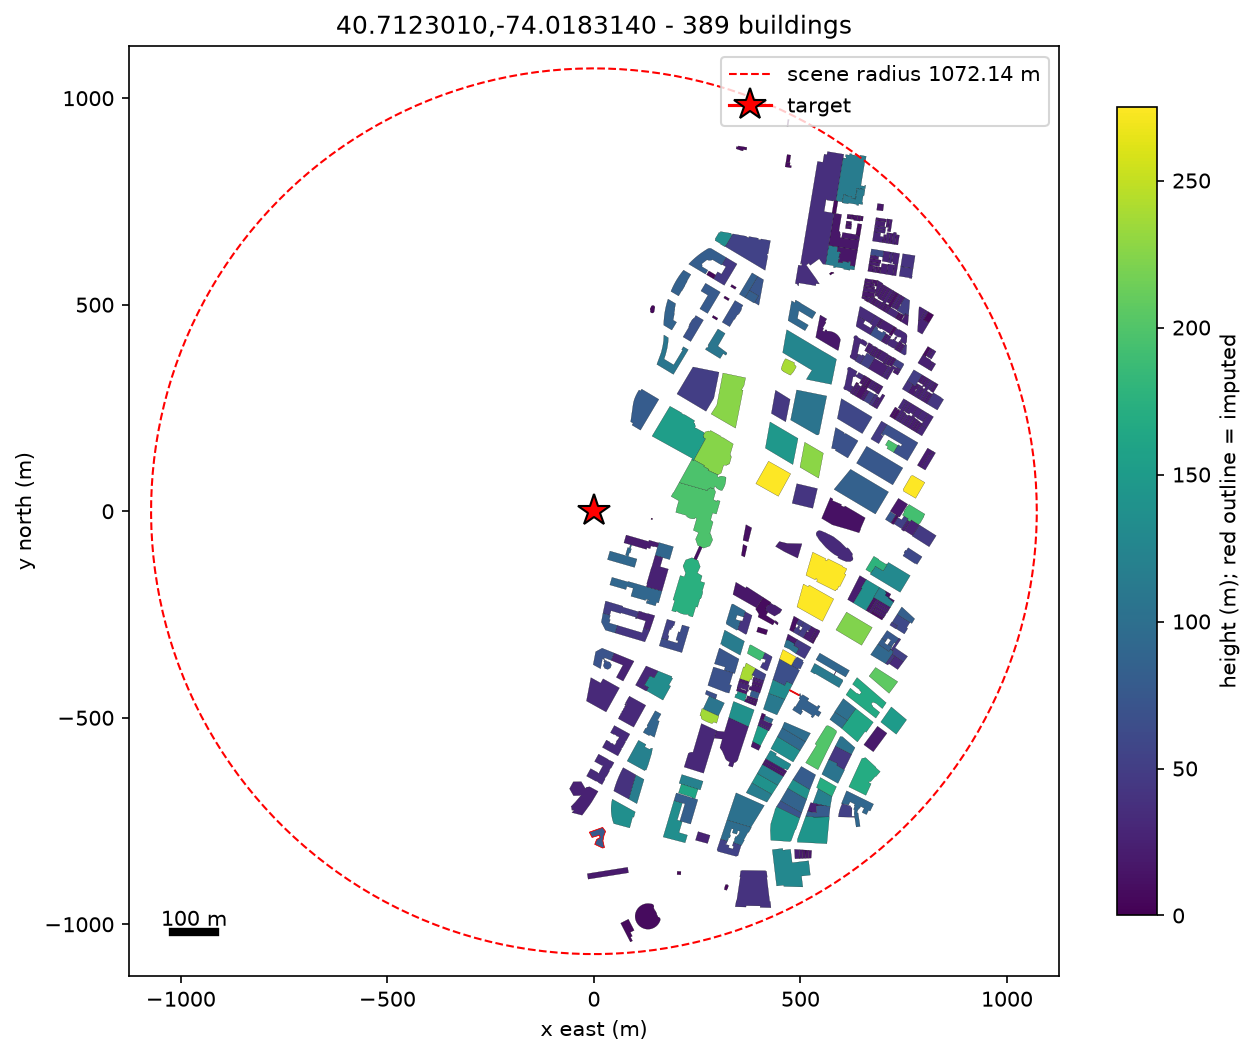 40.7123010,-74.0183140 - 389 buildings
scene radius 1072.14 m
target
1000
500
0
−500
−1000
y north (m)
100 m
−1000
−500
0
500
1000
x east (m)
250
200
150
100
50
0
height (m); red outline = imputed